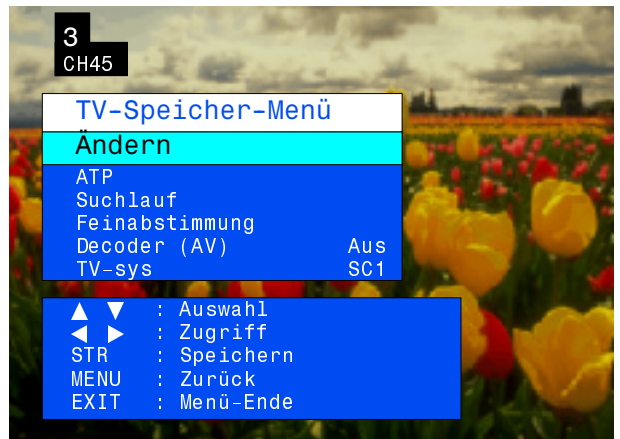 3
CH45
TV-Speicher-Menü
Ändern
ATP
Suchlauf
Feinabstimmung
Decoder (AV) Aus
TV-sys SC1
▲ ▼ : Auswahl
◀ ▶ : Zugriff
STR : Speichern
MENU : Zurück
EXIT : Menü-Ende